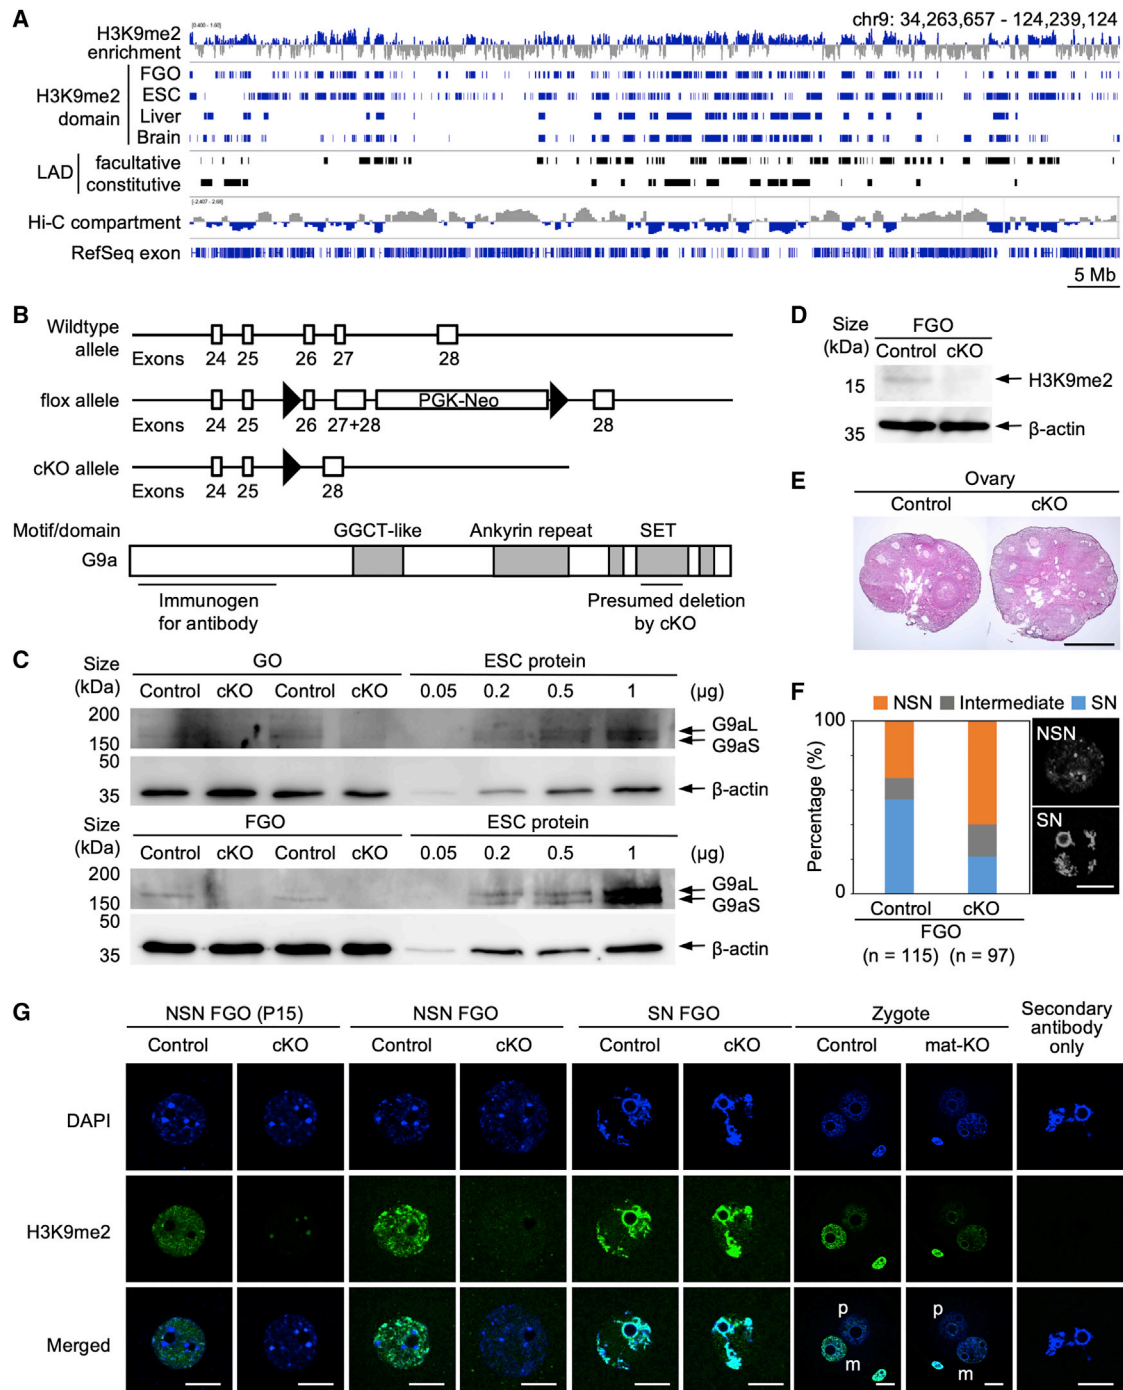 A
chr9: 34,263,657 - 124,239,124
[0.400 - 1.60]
H3K9me2
enrichment
H3K9me2
domain
FGO
ESC
Liver
Brain
LAD
facultative
constitutive
[-2.407 - 2.68]
Hi-C compartment
RefSeq exon
5 Mb
B
Wildtype
allele
Exons 24 25 26 27 28
flox allele
PGK-Neo
Exons 24 25 26 27+28 28
cKO allele
Exons 24 25 28
Motif/domain
GGCT-like Ankyrin repeat SET
G9a
Immunogen
for antibody
Presumed deletion
by cKO
C
Size
(kDa)
GO ESC protein
Control cKO Control cKO 0.05 0.2 0.5 1 (µg)
200
150
G9aL
G9aS
50
35
β-actin
Size
(kDa)
FGO ESC protein
Control cKO Control cKO 0.05 0.2 0.5 1 (µg)
200
150
G9aL
G9aS
50
35
β-actin
D
Size
(kDa)
FGO
Control cKO
15
H3K9me2
35
β-actin
E
Ovary
Control cKO
F
NSN Intermediate SN
Percentage (%)
100
0
Control cKO
FGO
(n = 115) (n = 97)
NSN
SN
G
NSN FGO (P15) NSN FGO SN FGO Zygote Secondary
antibody
only
Control cKO Control cKO Control cKO Control mat-KO
DAPI
H3K9me2
Merged
p
m
p
m